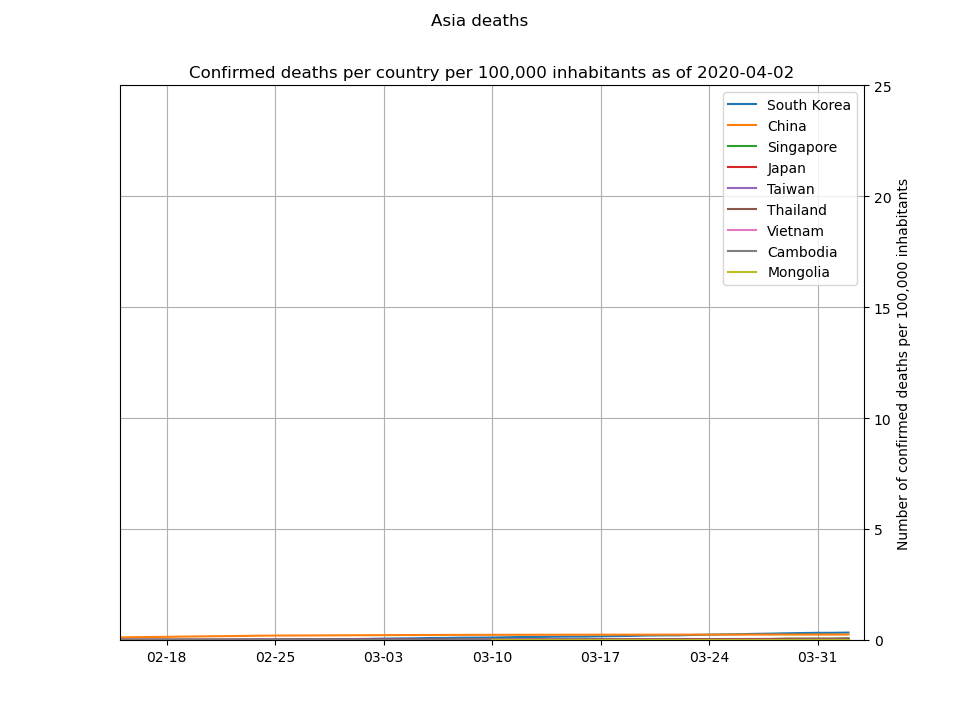 Asia deaths
Confirmed deaths per country per 100,000 inhabitants as of 2020-04-02
South Korea
China
Singapore
Japan
Taiwan
Thailand
Vietnam
Cambodia
Mongolia
25
20
15
10
5
0
Number of confirmed deaths per 100,000 inhabitants
02-18 02-25 03-03 03-10 03-17 03-24 03-31